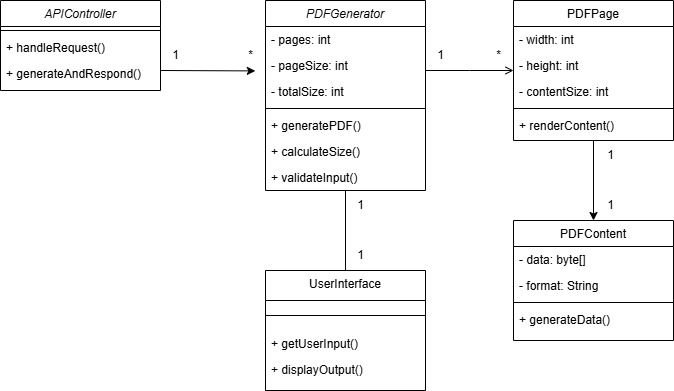 APIController
+ handleRequest()
+ generateAndRespond()
1
*
PDFGenerator
- pages: int
- pageSize: int
- totalSize: int
+ generatePDF()
+ calculateSize()
+ validateInput()
1
*
PDFPage
- width: int
- height: int
- contentSize: int
+ renderContent()
1
1
PDFContent
- data: byte[]
- format: String
+ generateData()
1
1
UserInterface
+ getUserInput()
+ displayOutput()